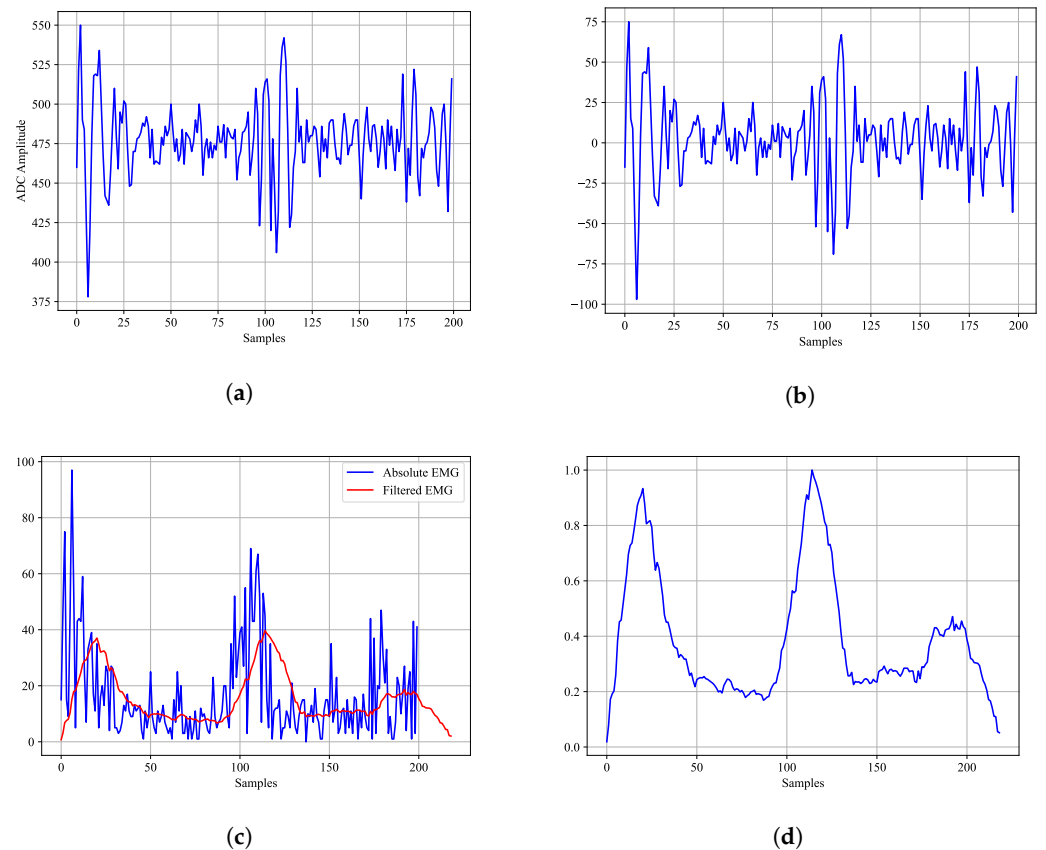 550
525
500
475
450
425
400
375
ADC Amplitude
0 25 50 75 100 125 150 175 200
Samples
(a)
75
50
25
0
−25
−50
−75
−100
0 25 50 75 100 125 150 175 200
Samples
(b)
100
80
60
40
20
0
Absolute EMG
Filtered EMG
0 50 100 150 200
Samples
(c)
1.0
0.8
0.6
0.4
0.2
0.0
0 50 100 150 200
Samples
(d)